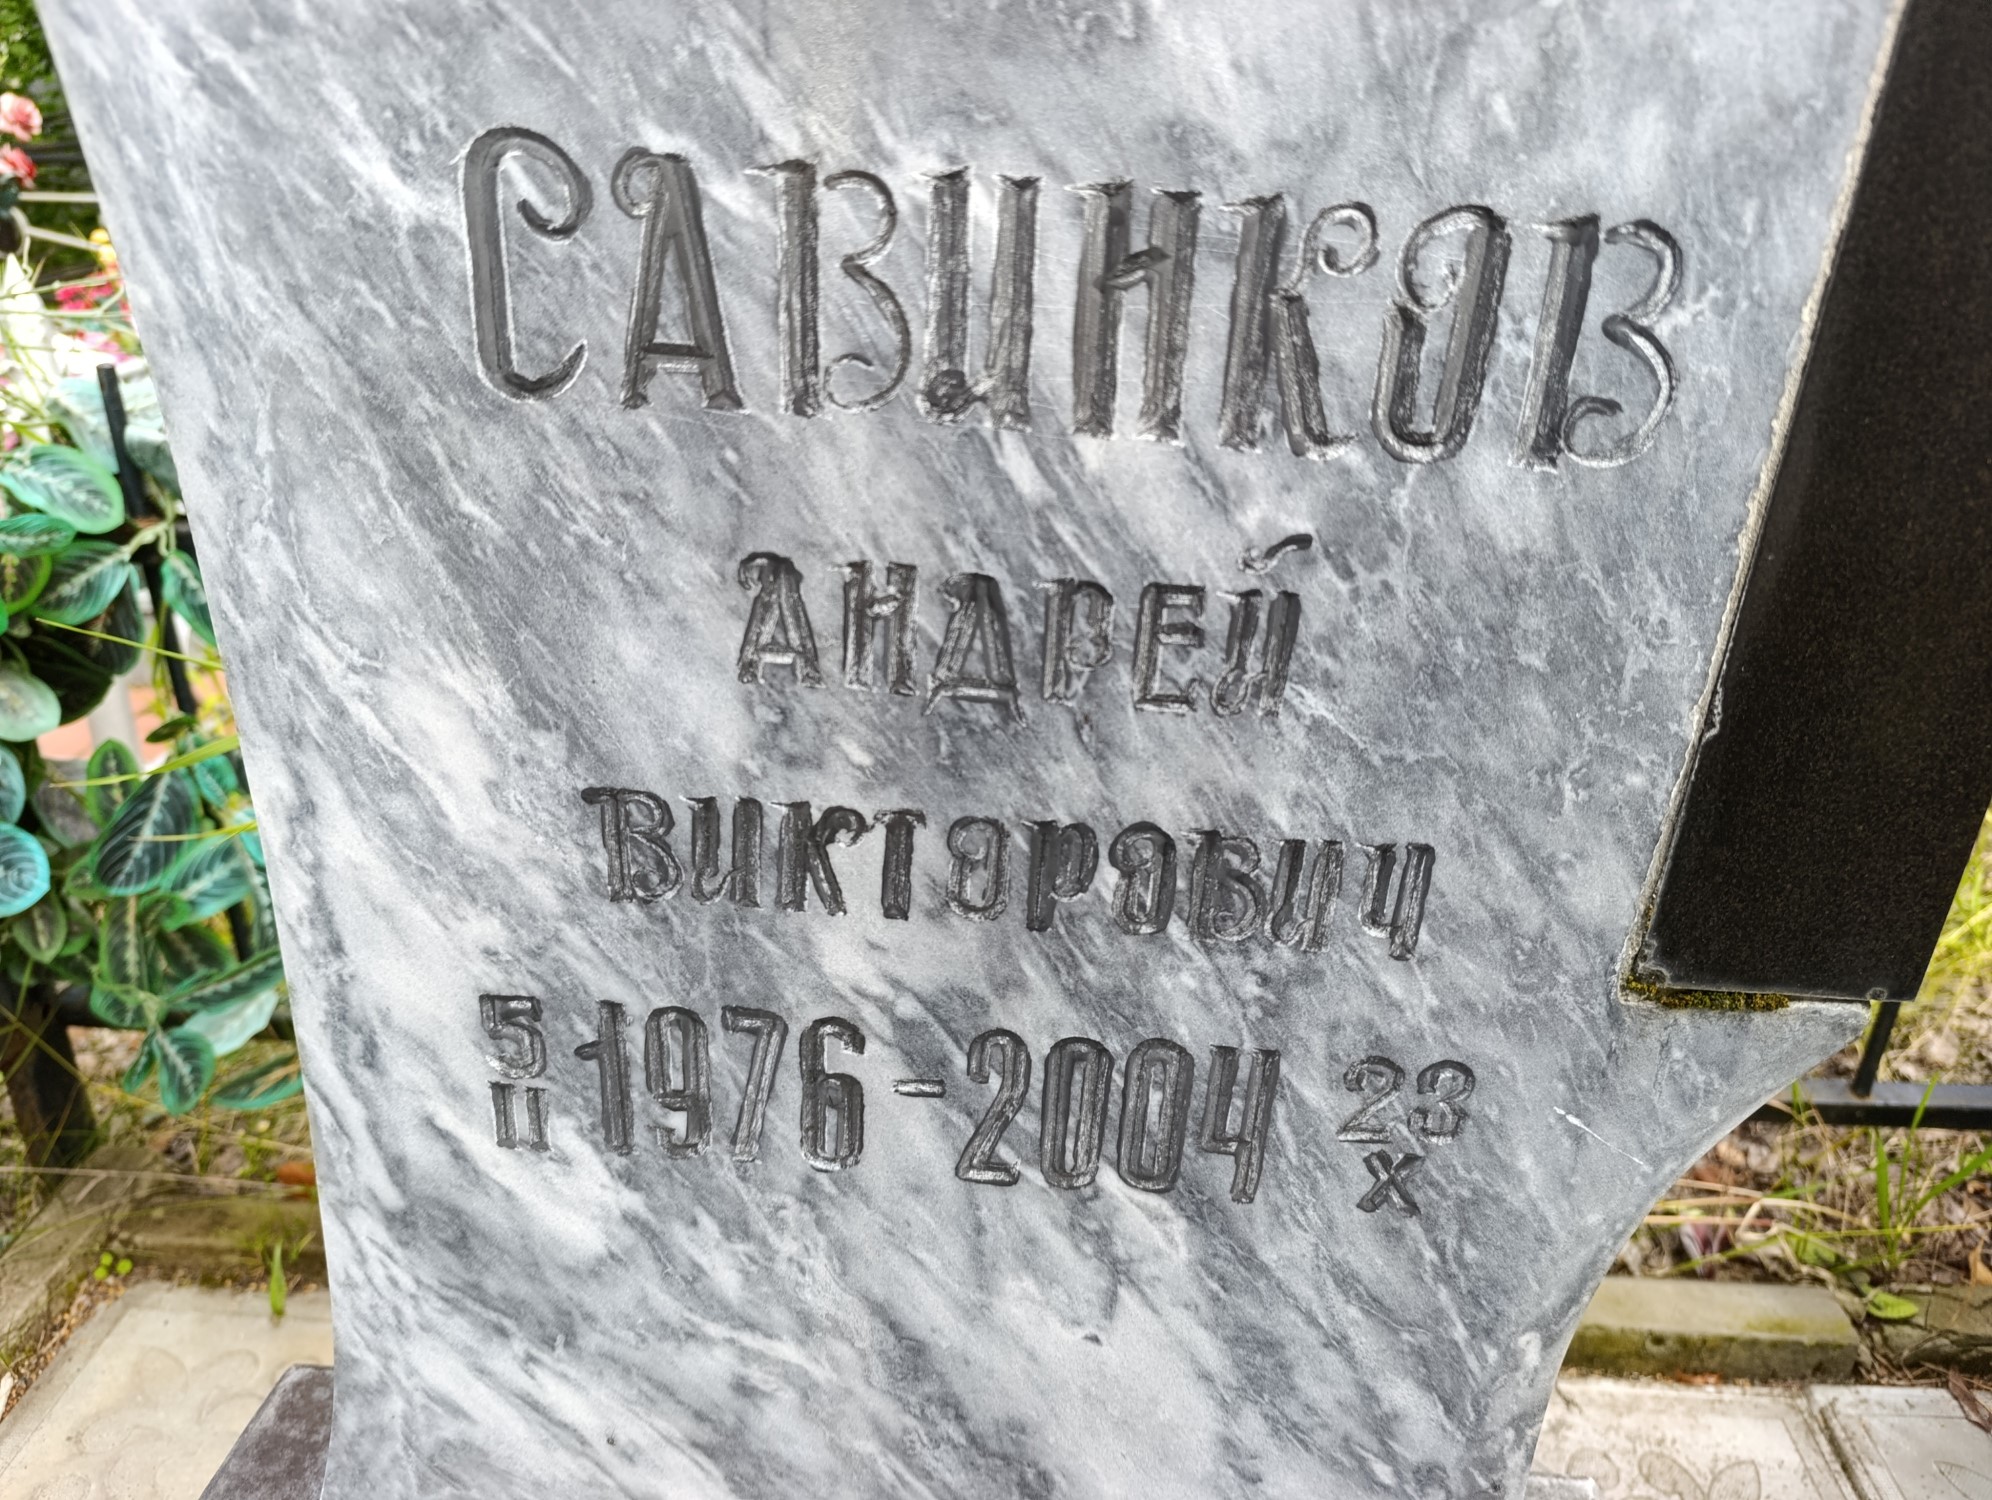 САВИНКОВ
АНДРЕЙ
ВИКТОРОВИЧ
5/II 1976-2004 23/X